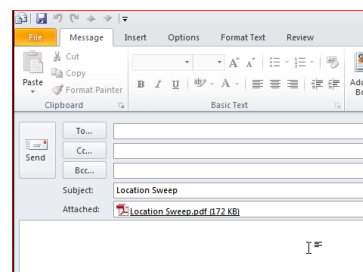 File Message Insert Options Format Text Review
Cut
Copy
Format Painter
Paste
B I U A
Clipboard Basic Text
Send
To...
Cc...
Bcc...
Subject: Location Sweep
Attached: Location Sweep.pdf (172 KB)